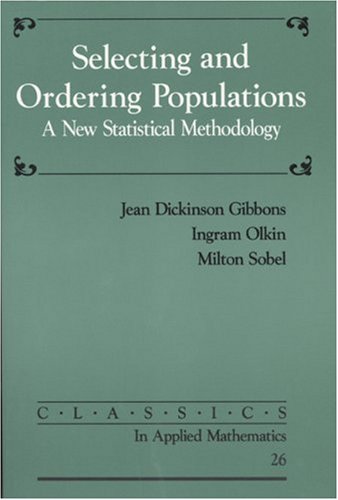 Selecting and
Ordering Populations
A New Statistical Methodology
Jean Dickinson Gibbons
Ingram Olkin
Milton Sobel
C·L·A·S·S·I·C·S
In Applied Mathematics
26